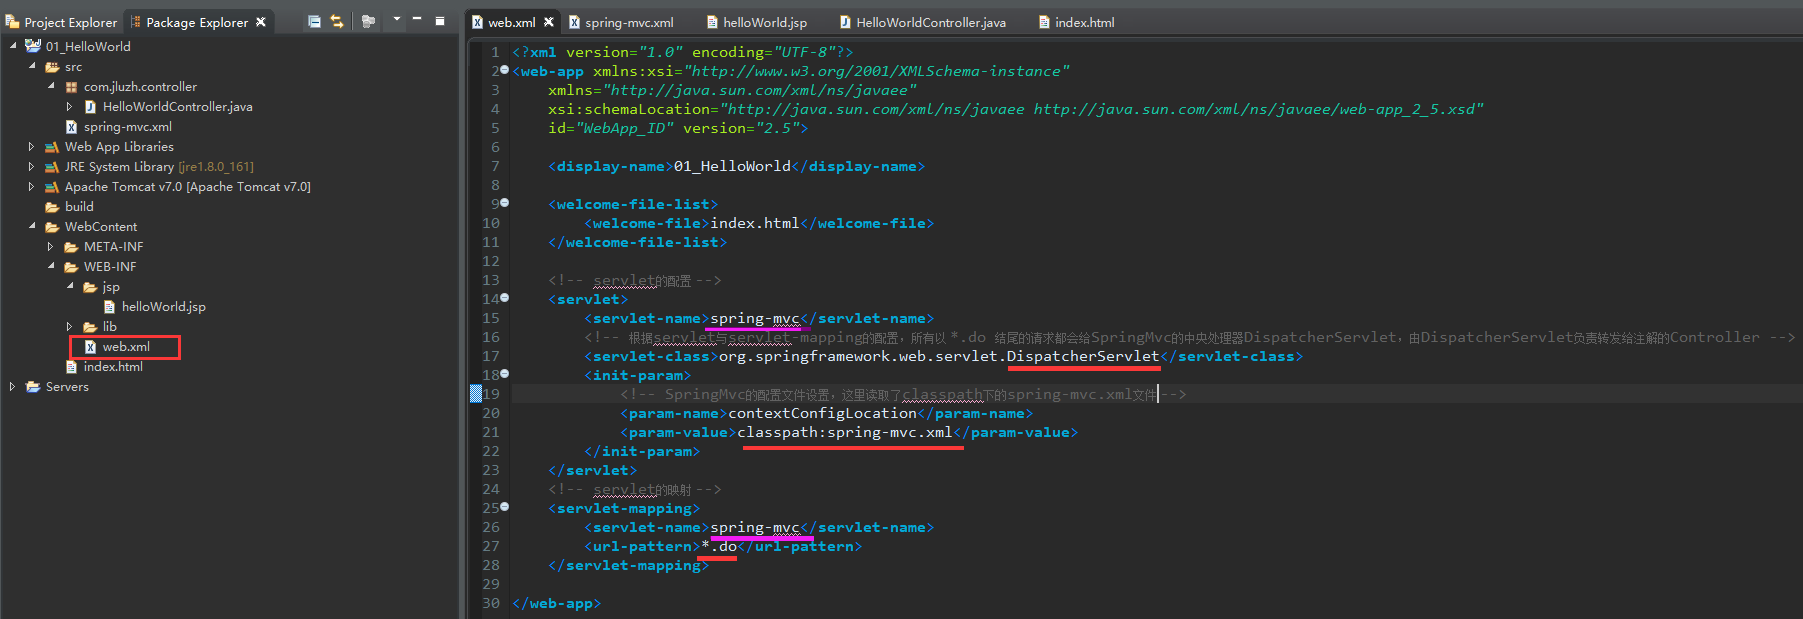 Project Explorer
Package Explorer
01_HelloWorld
src
com.jluzh.controller
HelloWorldController.java
spring-mvc.xml
Web App Libraries
JRE System Library [jre1.8.0_161]
Apache Tomcat v7.0 [Apache Tomcat v7.0]
build
WebContent
META-INF
WEB-INF
jsp
helloWorld.jsp
lib
web.xml
index.html
Servers
web.xml spring-mvc.xml helloWorld.jsp HelloWorldController.java index.html
1 <?xml version="1.0" encoding="UTF-8"?>
2 <web-app xmlns:xsi="http://www.w3.org/2001/XMLSchema-instance"
3 xmlns="http://java.sun.com/xml/ns/javaee"
4 xsi:schemaLocation="http://java.sun.com/xml/ns/javaee http://java.sun.com/xml/ns/javaee/web-app_2_5.xsd"
5 id="WebApp_ID" version="2.5">
6
7 <display-name>01_HelloWorld</display-name>
8
9 <welcome-file-list>
10 <welcome-file>index.html</welcome-file>
11 </welcome-file-list>
12
13 <!-- servlet的配置 -->
14 <servlet>
15 <servlet-name>spring-mvc</servlet-name>
16 <!-- 根据servlet与servlet-mapping的配置，所有以 *.do 结尾的请求都会给SpringMvc的中央处理器DispatcherServlet，由DispatcherServlet负责转发给注解的Controller -->
17 <servlet-class>org.springframework.web.servlet.DispatcherServlet</servlet-class>
18 <init-param>
19 <!-- SpringMvc的配置文件设置，这里读取了classpath下的spring-mvc.xml文件-->
20 <param-name>contextConfigLocation</param-name>
21 <param-value>classpath:spring-mvc.xml</param-value>
22 </init-param>
23 </servlet>
24 <!-- servlet的映射 -->
25 <servlet-mapping>
26 <servlet-name>spring-mvc</servlet-name>
27 <url-pattern>*.do</url-pattern>
28 </servlet-mapping>
29
30 </web-app>